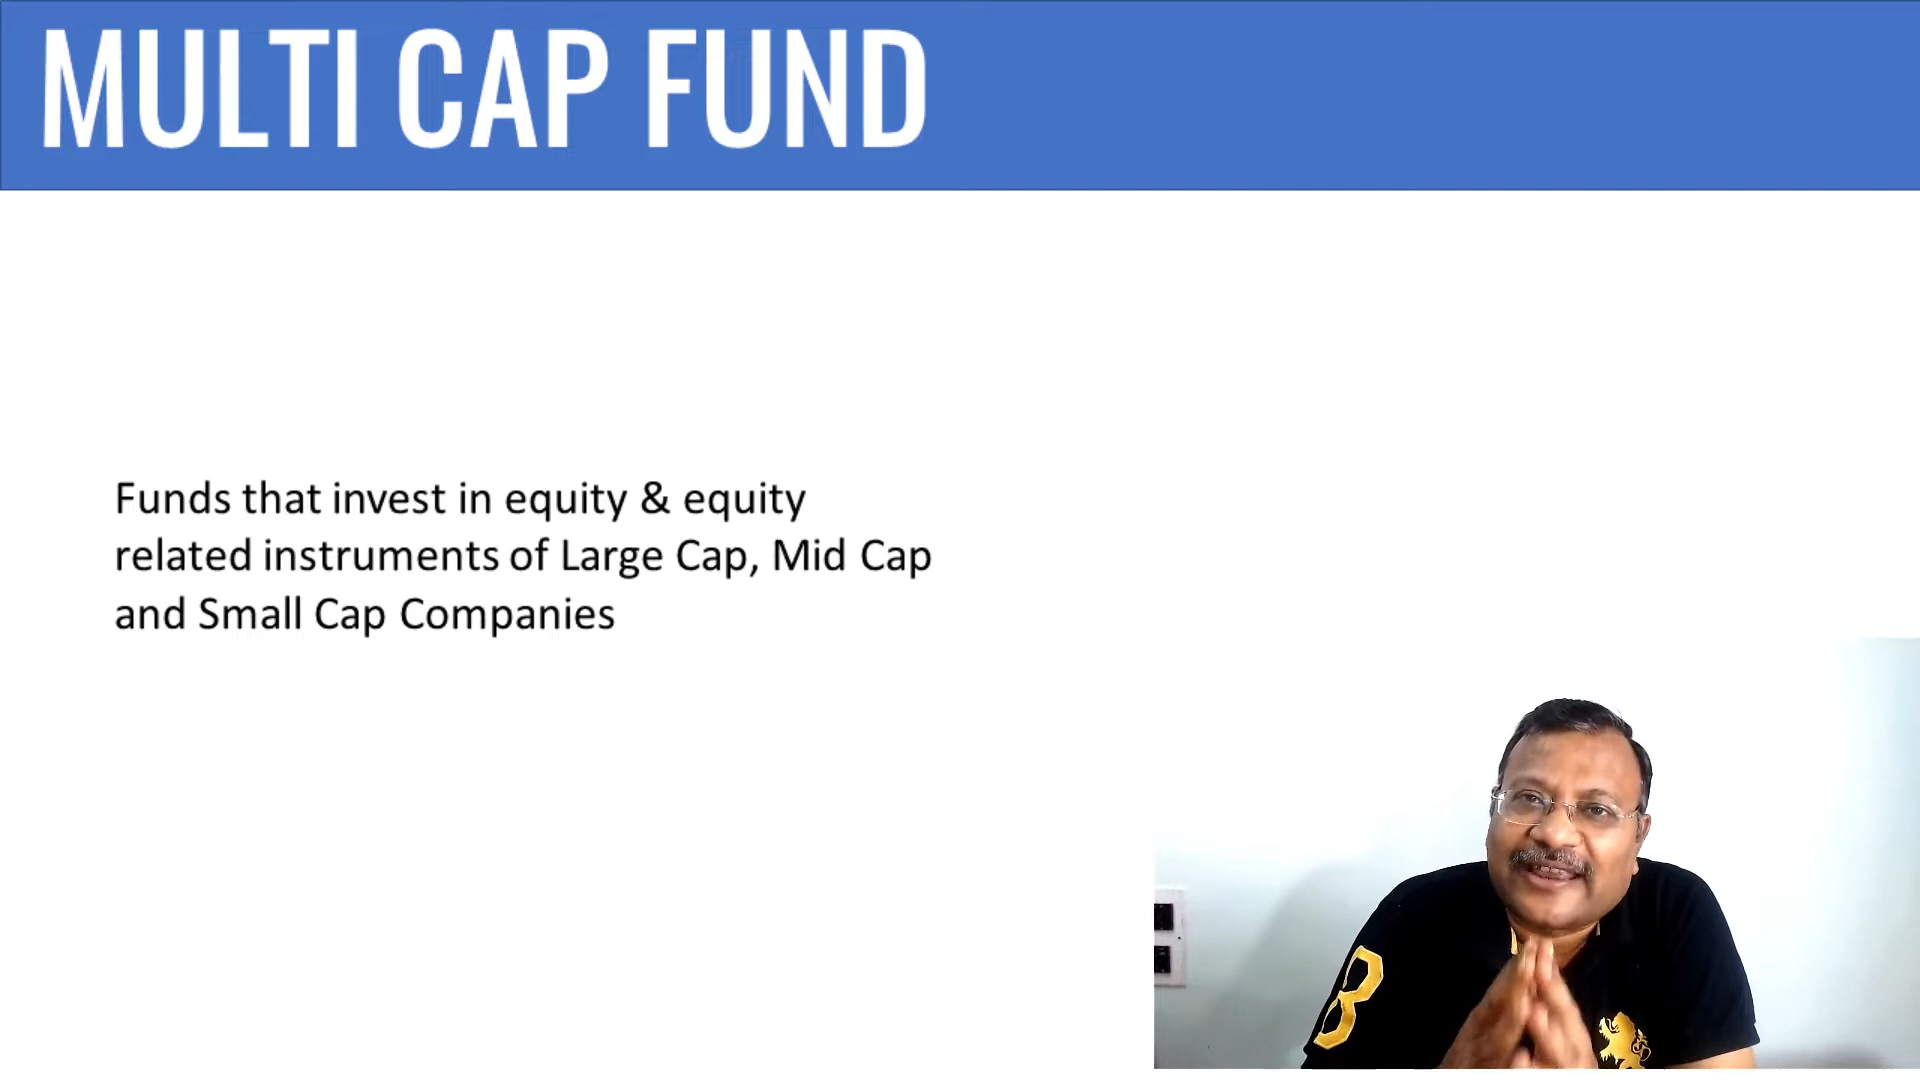 MULTI CAP FUND
Funds that invest in equity & equity
related instruments of Large Cap, Mid Cap
and Small Cap Companies
3